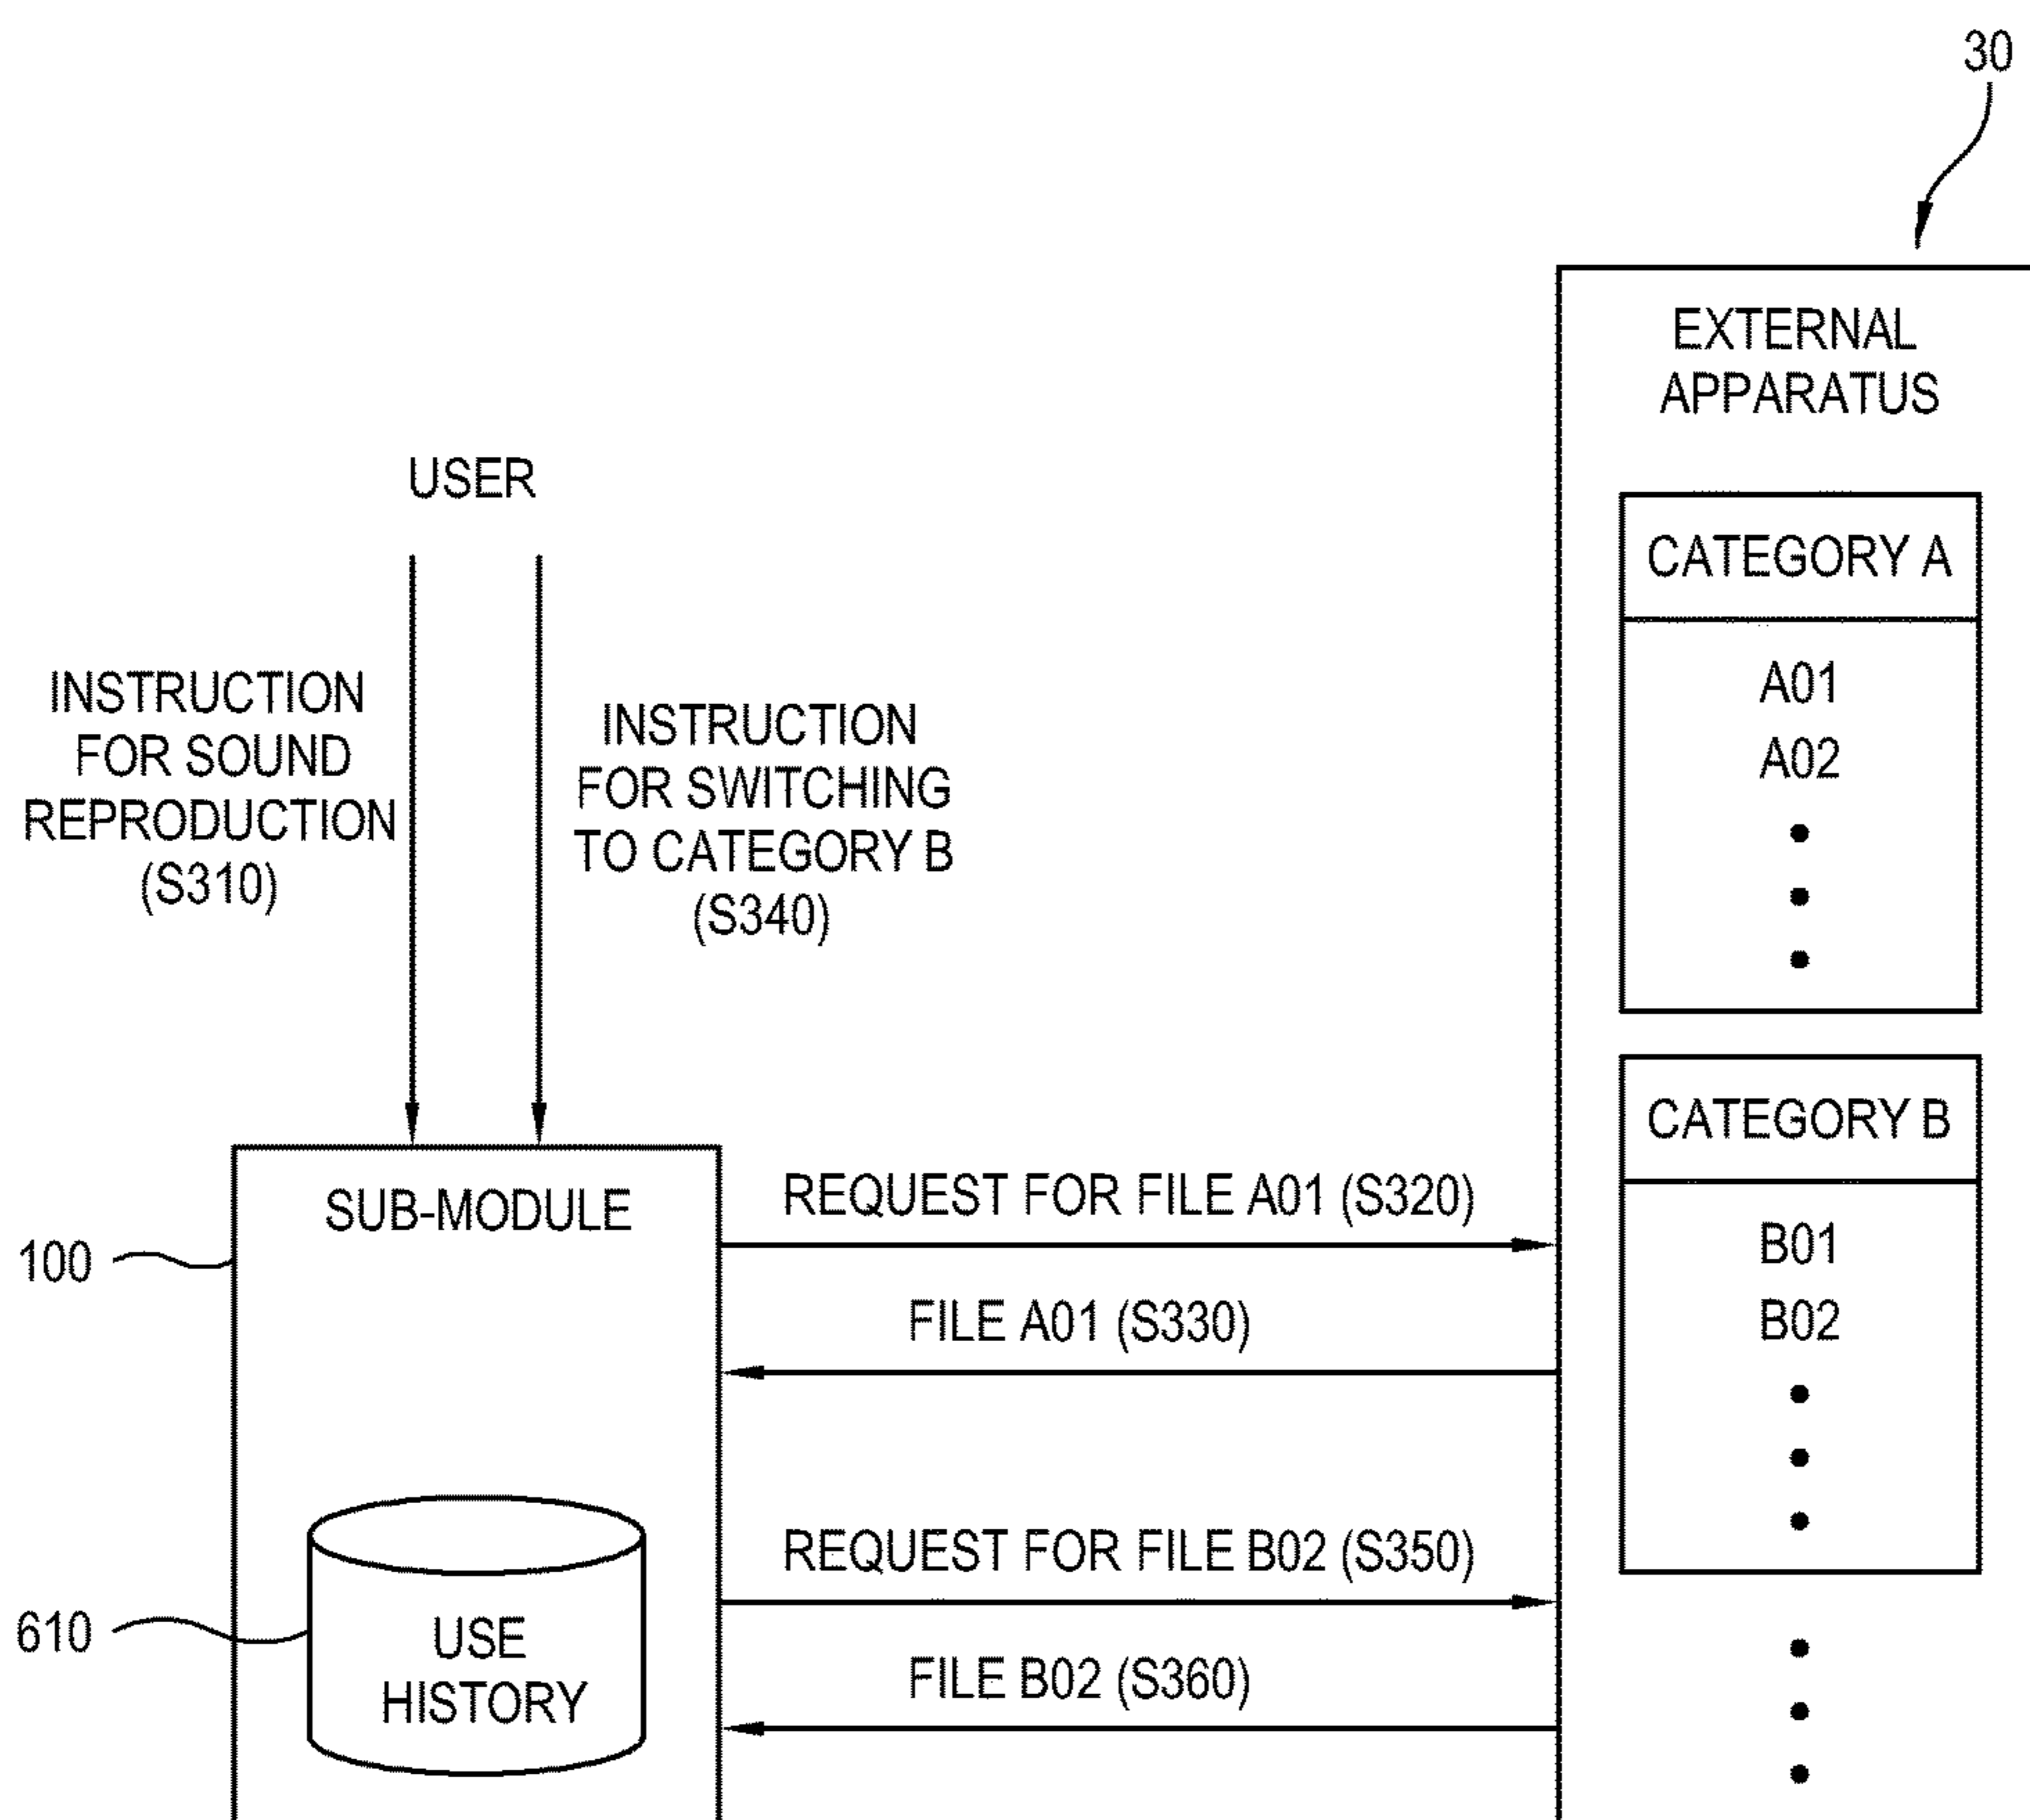 30
EXTERNAL
APPARATUS
USER
CATEGORY A
A01
A02
INSTRUCTION
FOR SOUND
REPRODUCTION
(S310)
INSTRUCTION
FOR SWITCHING
TO CATEGORY B
(S340)
CATEGORY B
B01
B02
SUB-MODULE
100
REQUEST FOR FILE A01 (S320)
FILE A01 (S330)
REQUEST FOR FILE B02 (S350)
FILE B02 (S360)
610
USE
HISTORY